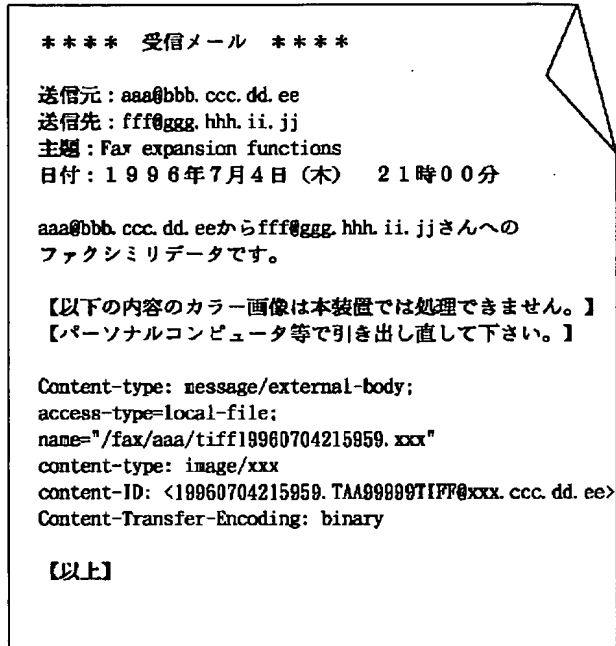 ＊＊＊＊ 受信メール ＊＊＊＊
送信元：aaa@bbb.ccc.dd.ee
送信先：fff@ggg.hhh.ii.jj
主題：Fax expansion functions
日付：１９９６年７月４日（木） ２１時００分
aaa@bbb.ccc.dd.eeからfff@ggg.hhh.ii.jjさんへの
ファクシミリデータです。
【以下の内容のカラー画像は本装置では処理できません。】
【パーソナルコンピュータ等で引き出し直して下さい。】
Content-type: message/external-body;
access-type=local-file;
name="/fax/aaa/tiff19960704215959.xxx"
content-type: image/xxx
content-ID: <19960704215959.TAA99999TIFF@xxx.ccc.dd.ee>
Content-Transfer-Encoding: binary
【以上】